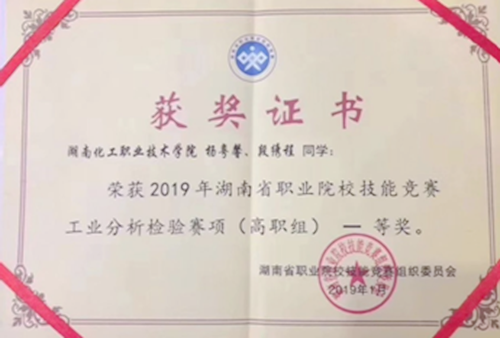 获奖证书
湖南化工职业技术学院 杨粤馨、段绣程 同学：
荣获2019年湖南省职业院校技能竞赛
工业分析检验赛项（高职组） 一 等奖。
湖南省职业院校技能竞赛组织委员会
2019年1月